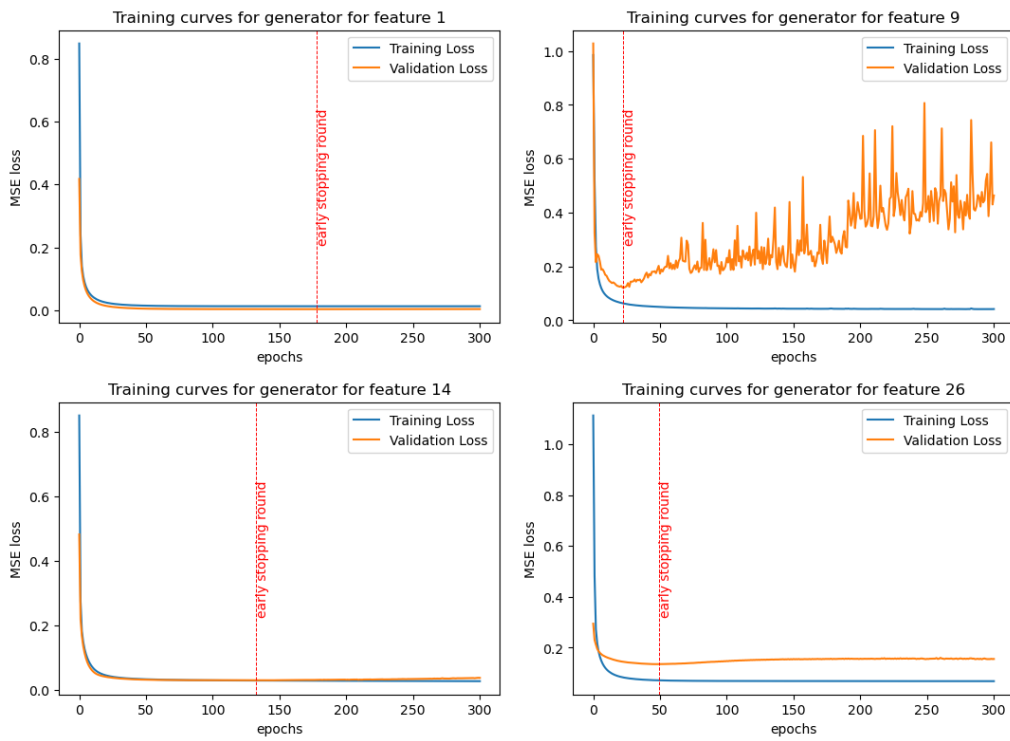 Training curves for generator for feature 1
MSE loss
0.8
0.6
0.4
0.2
0.0
Training Loss
Validation Loss
early stopping round
0
50
100
150
200
250
300
epochs
Training curves for generator for feature 9
MSE loss
1.0
0.8
0.6
0.4
0.2
0.0
Training Loss
Validation Loss
early stopping round
0
50
100
150
200
250
300
epochs
Training curves for generator for feature 14
MSE loss
0.8
0.6
0.4
0.2
0.0
Training Loss
Validation Loss
early stopping round
0
50
100
150
200
250
300
epochs
Training curves for generator for feature 26
MSE loss
1.0
0.8
0.6
0.4
0.2
Training Loss
Validation Loss
early stopping round
0
50
100
150
200
250
300
epochs